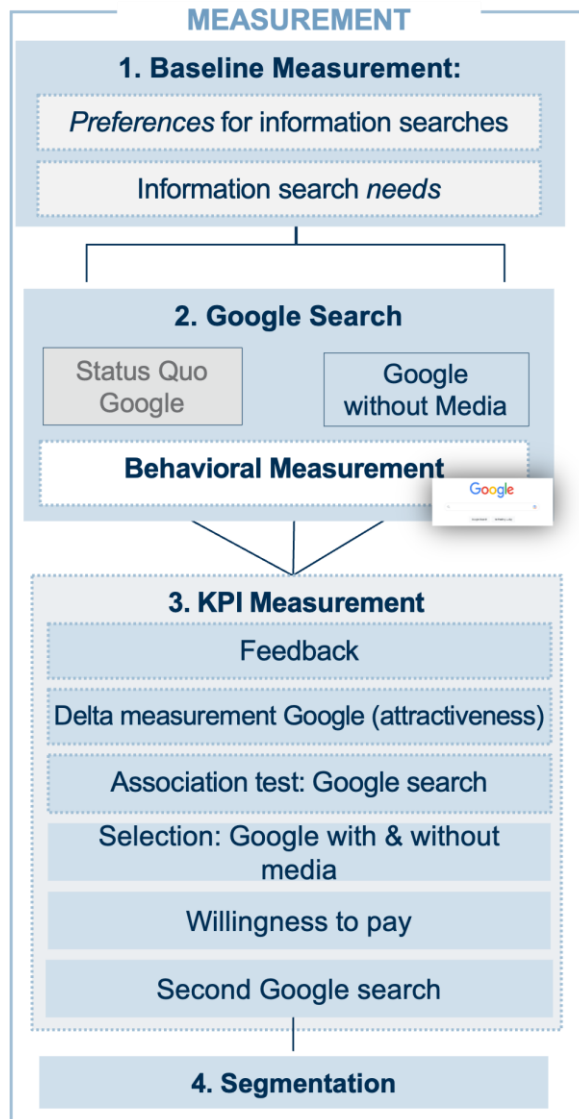 MEASUREMENT
1. Baseline Measurement:
Preferences for information searches
Information search needs
2. Google Search
Status Quo
Google
Google
without Media
Behavioral Measurement
Google
3. KPI Measurement
Feedback
Delta measurement Google (attractiveness)
Association test: Google search
Selection: Google with & without
media
Willingness to pay
Second Google search
4. Segmentation